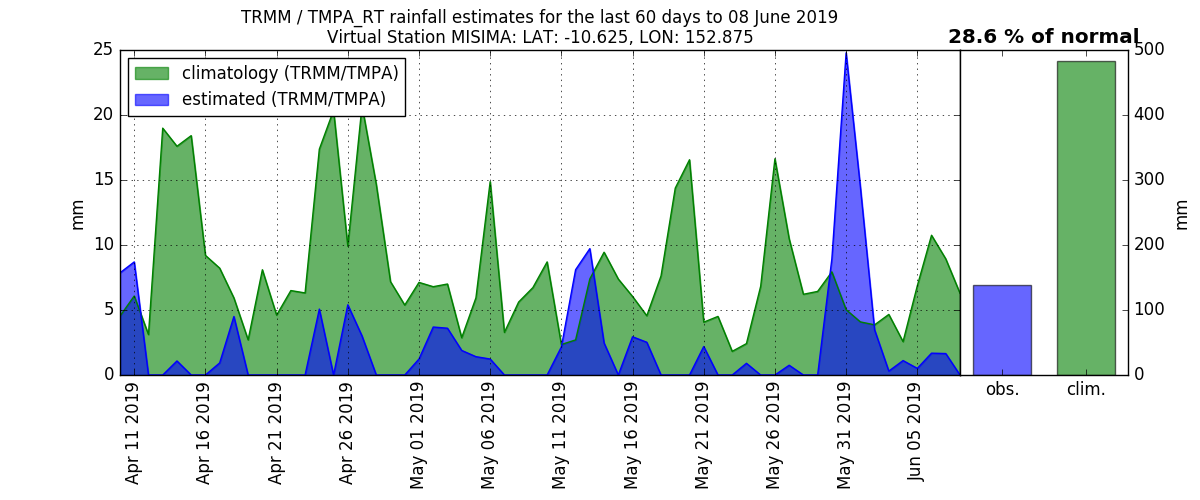 TRMM / TMPA_RT rainfall estimates for the last 60 days to 08 June 2019
Virtual Station MISIMA: LAT: -10.625, LON: 152.875
28.6 % of normal
climatology (TRMM/TMPA)
estimated (TRMM/TMPA)
25
20
15
10
5
0
mm
Apr 11 2019
Apr 16 2019
Apr 21 2019
Apr 26 2019
May 01 2019
May 06 2019
May 11 2019
May 16 2019
May 21 2019
May 26 2019
May 31 2019
Jun 05 2019
obs.
clim.
500
400
300
200
100
0
mm